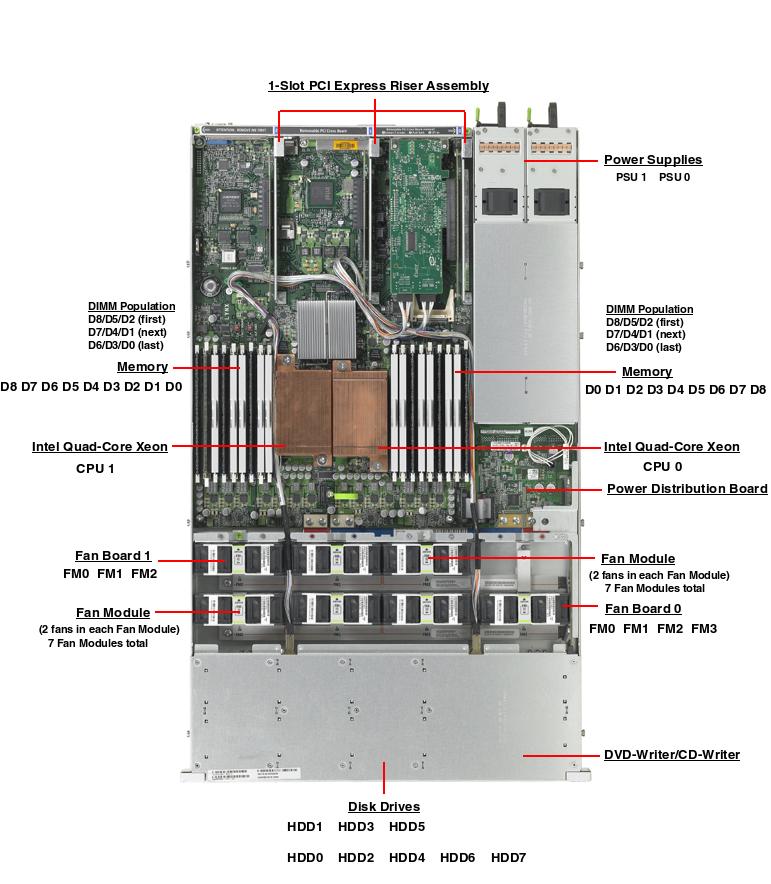 1-Slot PCI Express Riser Assembly
Power Supplies
PSU 1 PSU 0
DIMM Population
D8/D5/D2 (first)
D7/D4/D1 (next)
D6/D3/D0 (last)
Memory
D8 D7 D6 D5 D4 D3 D2 D1 D0
DIMM Population
D8/D5/D2 (first)
D7/D4/D1 (next)
D6/D3/D0 (last)
Memory
D0 D1 D2 D3 D4 D5 D6 D7 D8
Intel Quad-Core Xeon
CPU 1
Intel Quad-Core Xeon
CPU 0
Power Distribution Board
Fan Board 1
FM0 FM1 FM2
Fan Module
(2 fans in each Fan Module)
7 Fan Modules total
Fan Module
(2 fans in each Fan Module)
7 Fan Modules total
Fan Board 0
FM0 FM1 FM2 FM3
DVD-Writer/CD-Writer
Disk Drives
HDD1 HDD3 HDD5
HDD0 HDD2 HDD4 HDD6 HDD7